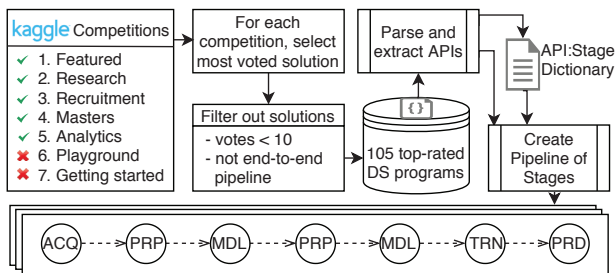 kaggle Competitions
1. Featured
2. Research
3. Recruitment
4. Masters
5. Analytics
6. Playground
7. Getting started
For each
competition, select
most voted solution
Filter out solutions
- votes < 10
- not end-to-end
pipeline
105 top-rated
DS programs
Parse and
extract APIs
API:Stage
Dictionary
Create
Pipeline of
Stages
ACQ PRP MDL PRP MDL TRN PRD